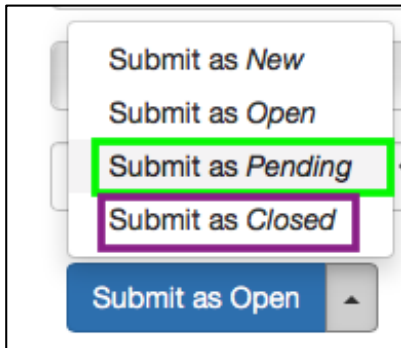 Submit as New
Submit as Open
Submit as Pending
Submit as Closed
Submit as Open